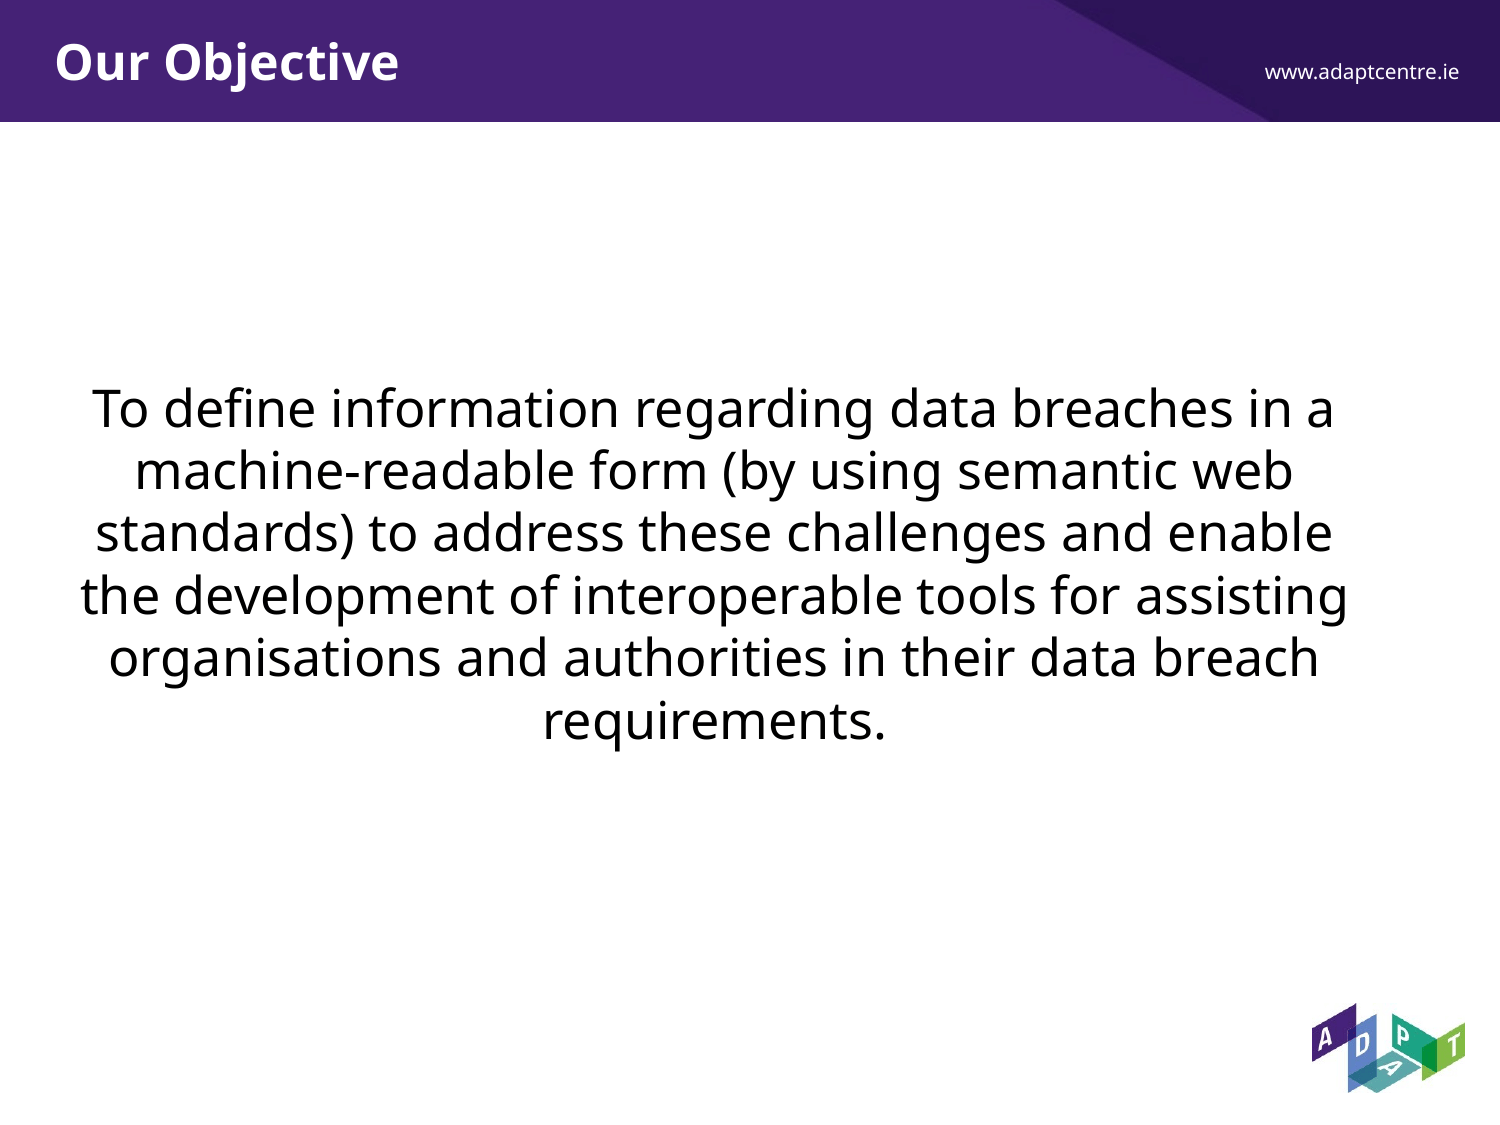 Our Objective
www.adaptcentre.ie
To define information regarding data breaches in a
machine-readable form (by using semantic web
standards) to address these challenges and enable
the development of interoperable tools for assisting
organisations and authorities in their data breach
requirements.
ADAPT